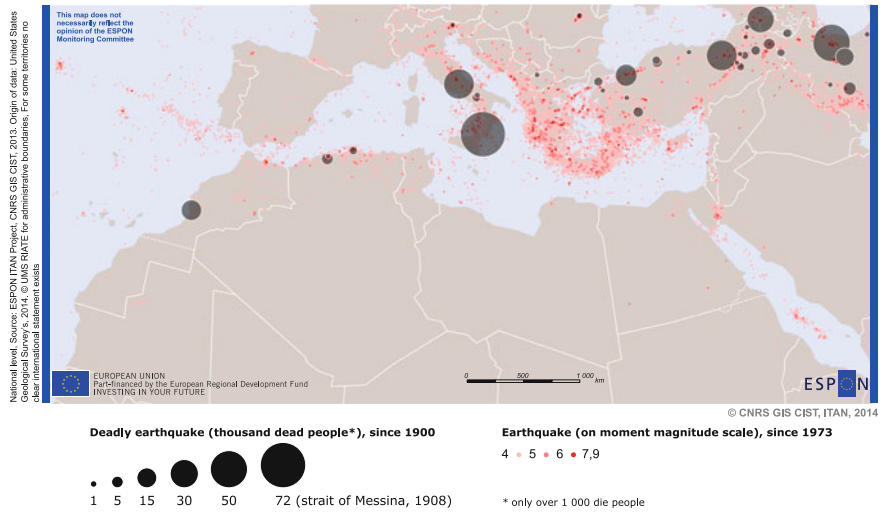 This map does not
necessarily reflect the
opinion of the ESPON
Monitoring Committee
National level, Source: ESPON ITAN Project, CNRS GIS CIST, 2013. Origin of data: United States
Geological Survey's, 2014. © UMS RIATE for administrative boundaries. For some territories no
clear international statement exists
EUROPEAN UNION
Part-financed by the European Regional Development Fund
INVESTING IN YOUR FUTURE
0 500 1 000
km
ESPON
© CNRS GIS CIST, ITAN, 2014
Deadly earthquake (thousand dead people*), since 1900
1 5 15 30 50 72 (strait of Messina, 1908)
Earthquake (on moment magnitude scale), since 1973
4 5 6 7,9
* only over 1 000 die people